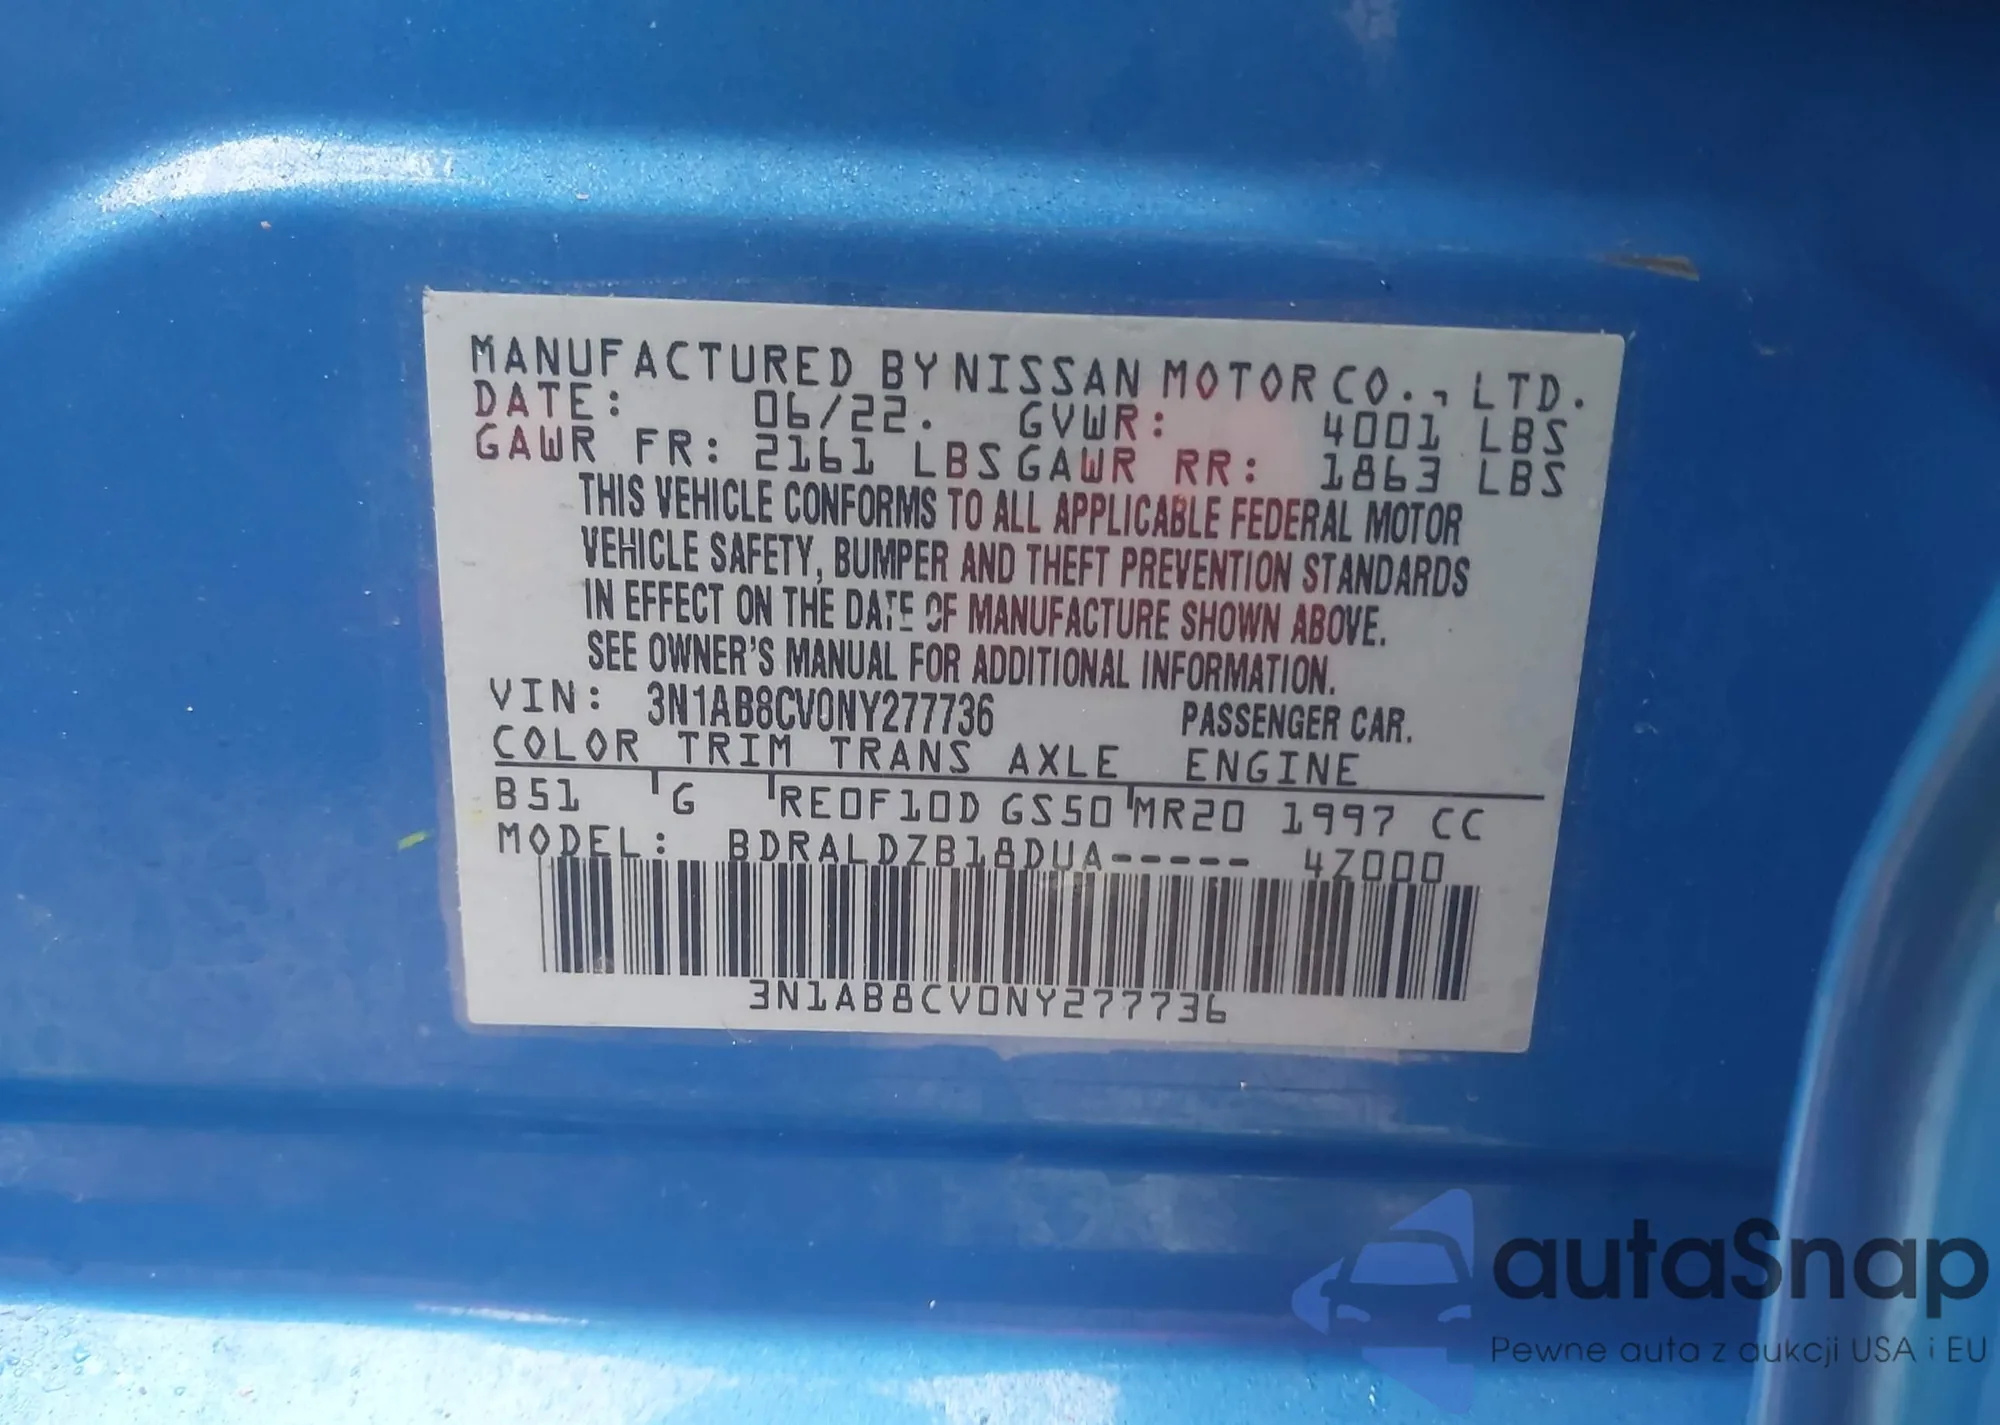 MANUFACTURED BY NISSAN MOTOR CO., LTD.
DATE: 06/22. GVWR: 4001 LBS
GAWR FR: 2161 LBS GAWR RR: 1863 LBS
THIS VEHICLE CONFORMS TO ALL APPLICABLE FEDERAL MOTOR
VEHICLE SAFETY, BUMPER AND THEFT PREVENTION STANDARDS
IN EFFECT ON THE DATE OF MANUFACTURE SHOWN ABOVE.
SEE OWNER'S MANUAL FOR ADDITIONAL INFORMATION.
VIN: 3N1AB8CV0NY277736 PASSENGER CAR.
COLOR TRIM TRANS AXLE ENGINE
B51 G RE0F10D GS50 MR20 1997 CC
MODEL: BDRALDZB18DUA----- 4Z000
3N1AB8CV0NY277736
autaSnap
Pewne auta z aukcji USA i EU